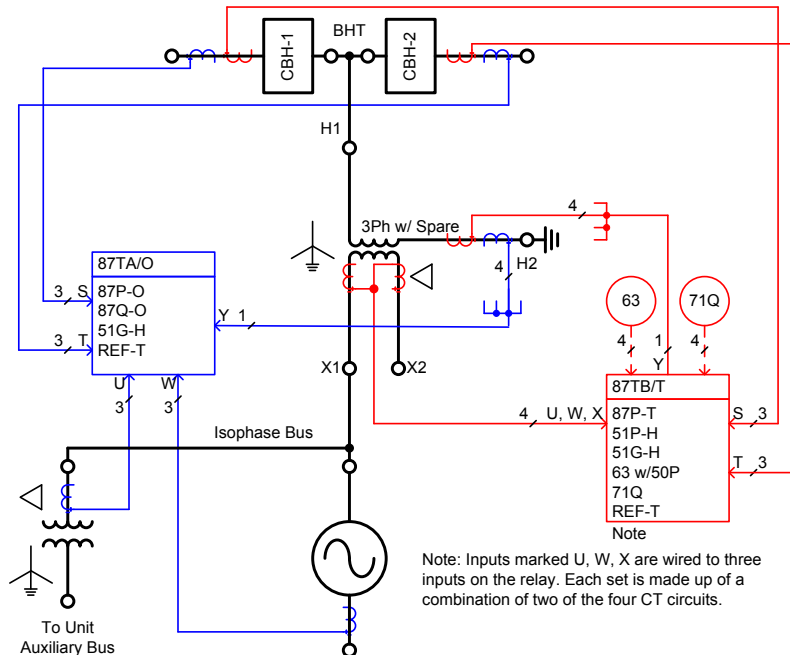 BHT
CBH-1
CBH-2
H1
3Ph w/ Spare
4
4
H2
63
71Q
4
1
4
Y
87TA/O
87P-O
87Q-O
51G-H
REF-T
3 S
3 T
Y 1
U
W
3
3
X1
X2
87TB/T
87P-T
51P-H
51G-H
63 w/50P
71Q
REF-T
4 U, W, X
S 3
T 3
Note
Isophase Bus
Note: Inputs marked U, W, X are wired to three
inputs on the relay. Each set is made up of a
combination of two of the four CT circuits.
To Unit
Auxiliary Bus